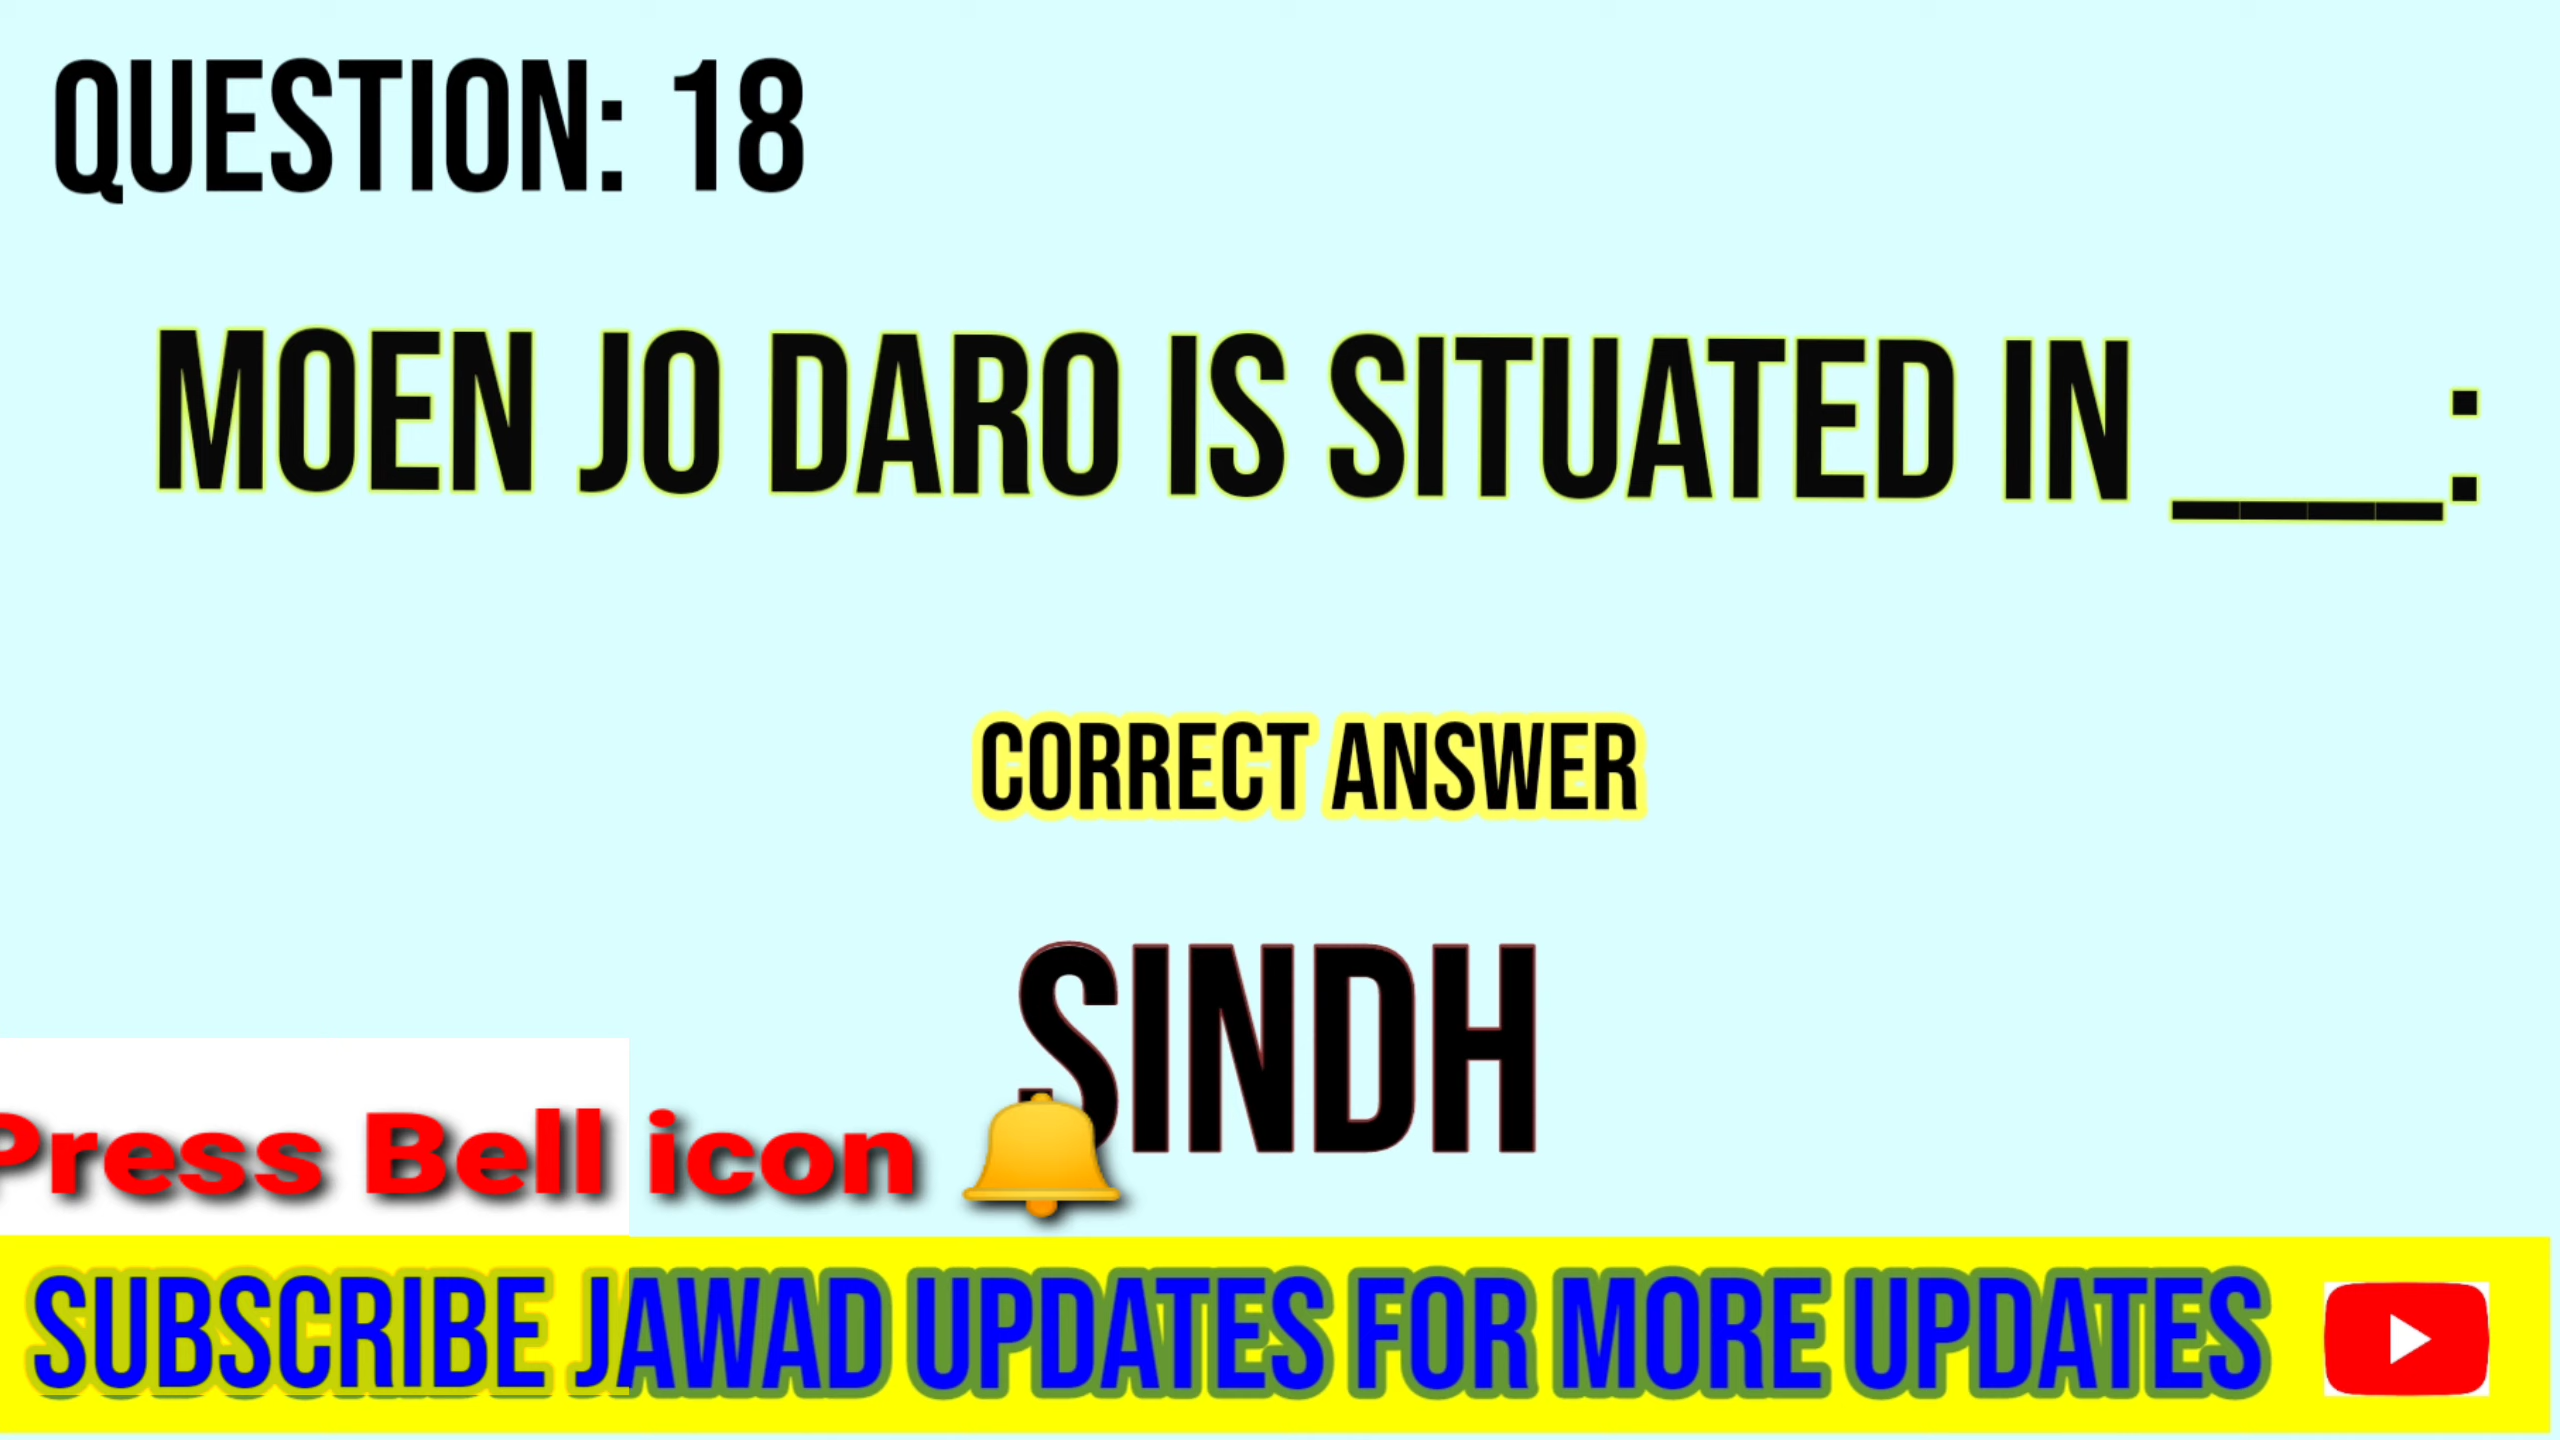 QUESTION: 18
MOEN JO DARO IS SITUATED IN ____:
CORRECT ANSWER
SINDH
Press Bell icon 🔔
SUBSCRIBE JAWAD UPDATES FOR MORE UPDATES